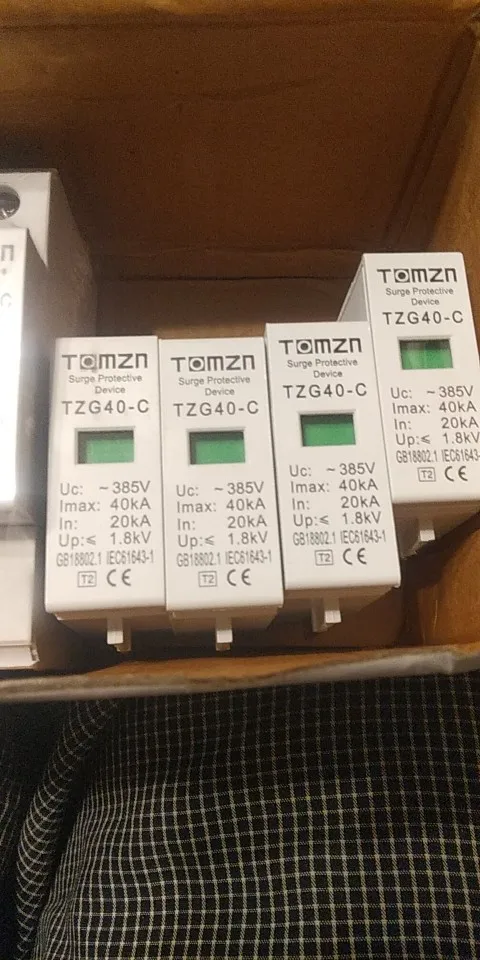 TOMZN
Surge Protective
Device
TZG40-C
Uc: ~385V
Imax: 40kA
In: 20kA
Up:≤ 1.8kV
GB18802.1 IEC61643-1
T2 CE
TOMZN
Surge Protective
Device
TZG40-C
Uc: ~385V
Imax: 40kA
In: 20kA
Up:≤ 1.8kV
GB18802.1 IEC61643-1
T2 CE
TOMZN
Surge Protective
Device
TZG40-C
Uc: ~385V
Imax: 40kA
In: 20kA
Up:≤ 1.8kV
GB18802.1 IEC61643-1
T2 CE
TOMZN
Surge Protective
Device
TZG40-C
Uc: ~385V
Imax: 40kA
In: 20kA
Up:≤ 1.8kV
GB18802.1 IEC61643-1
T2 CE